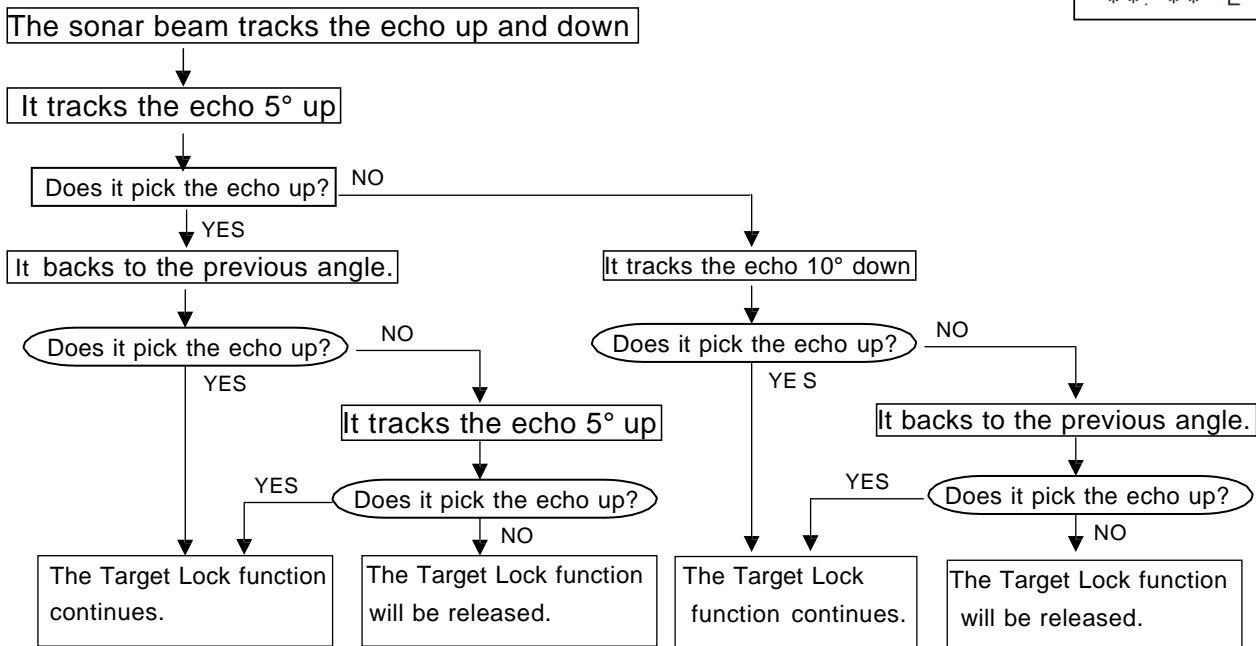 The sonar beam tracks the echo up and down
It tracks the echo 5° up
Does it pick the echo up?
NO
YES
It backs to the previous angle.
It tracks the echo 10° down
Does it pick the echo up?
NO
YES
Does it pick the echo up?
NO
YE S
It tracks the echo 5° up
It backs to the previous angle.
Does it pick the echo up?
YES
NO
Does it pick the echo up?
YES
NO
The Target Lock function
continues.
The Target Lock function
will be released.
The Target Lock
function continues.
The Target Lock function
will be released.